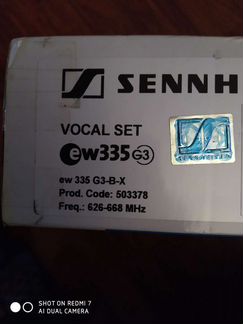 SENNH
VOCAL SET
ew335 G3
ew 335 G3-B-X
Prod. Code: 503378
Freq.: 626-668 MHz
SENNHEISER
SHOT ON REDMI 7
AI DUAL CAMERA